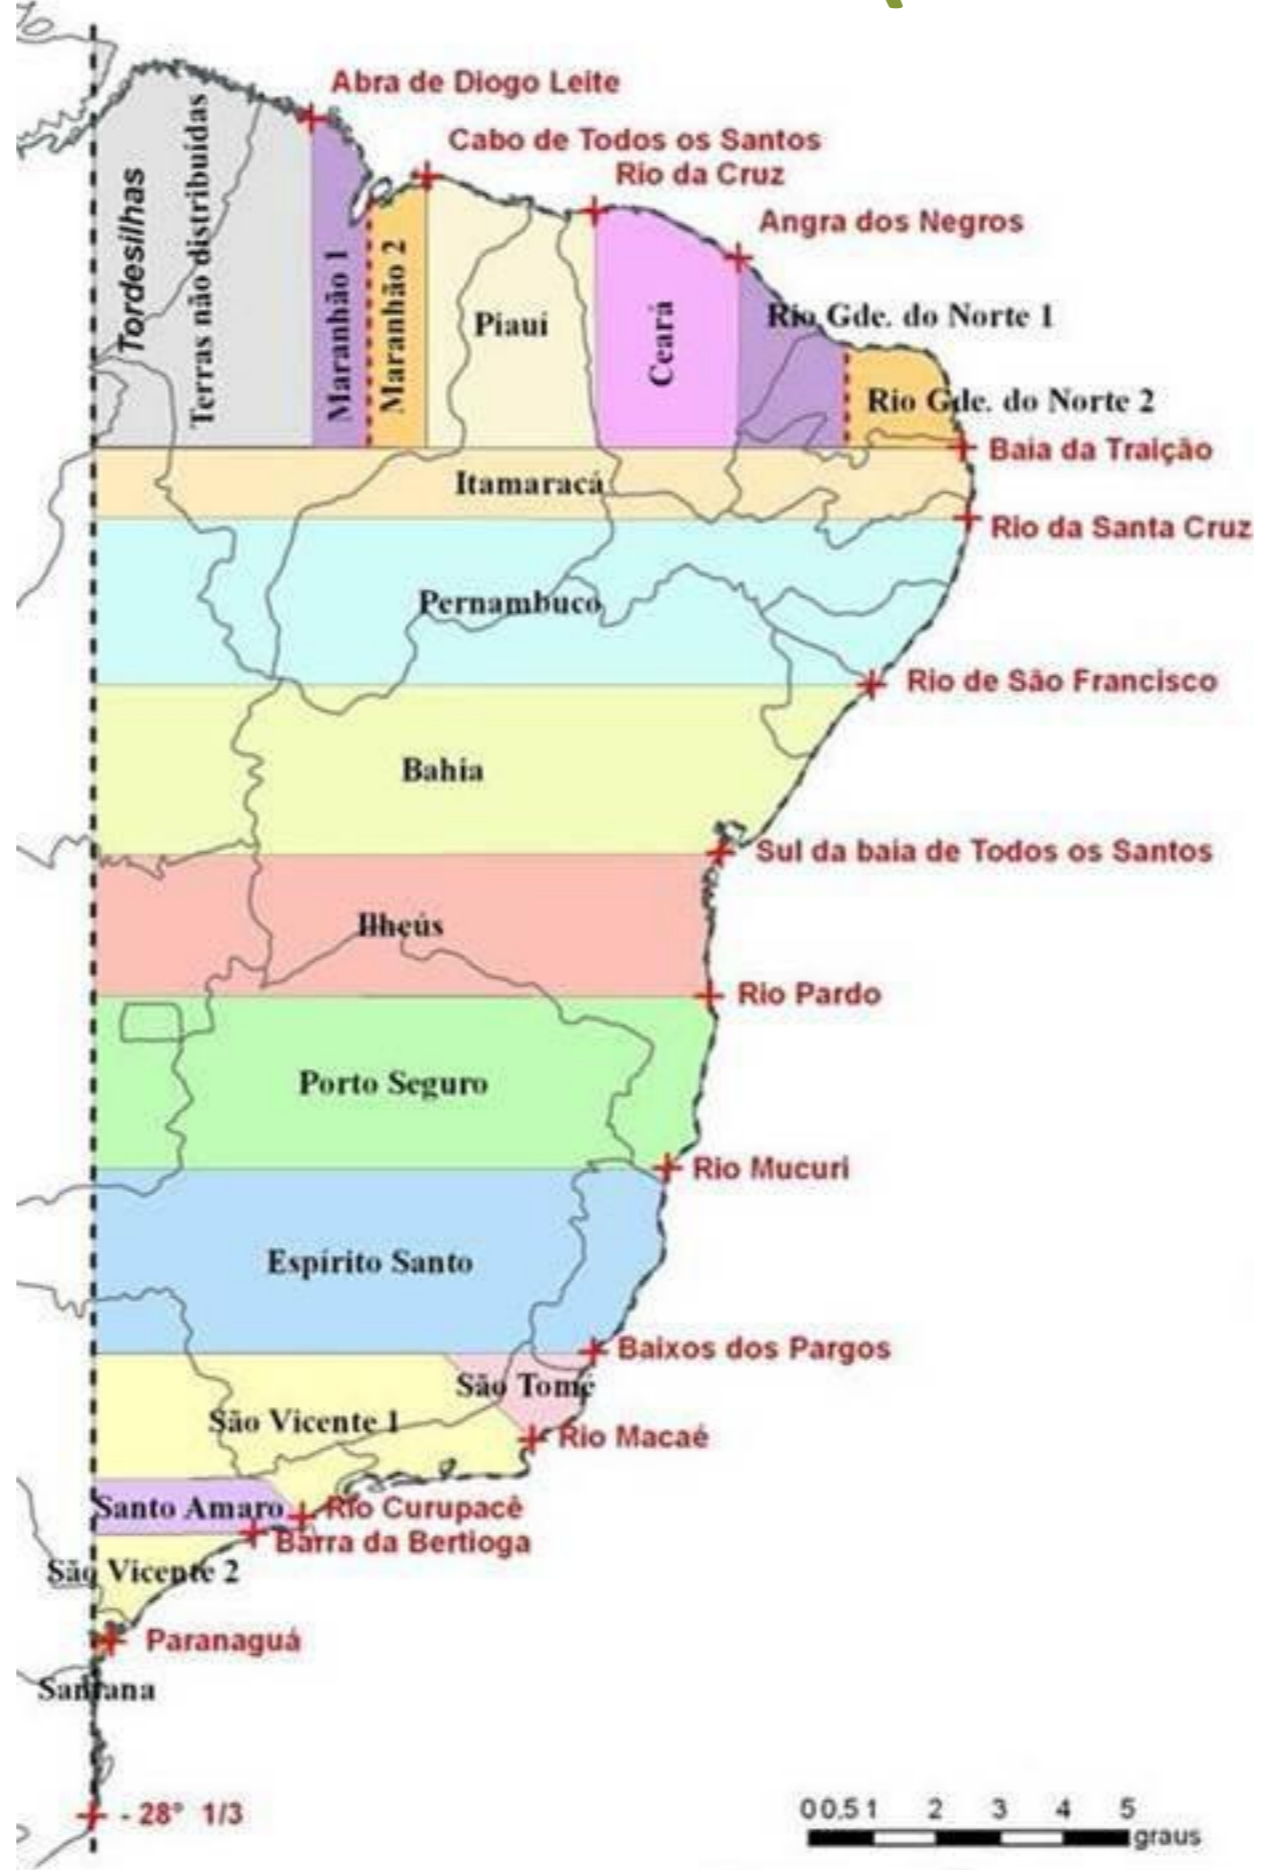 Abra de Diogo Leite
Cabo de Todos os Santos
Rio da Cruz
Angra dos Negros
Tordesilhas
Terras não distribuídas
Maranhão 1
Maranhão 2
Piauí
Ceará
Rio Gde. do Norte 1
Rio Gde. do Norte 2
Baia da Traição
Itamaracá
Rio da Santa Cruz
Pernambuco
Rio de São Francisco
Bahia
Sul da baia de Todos os Santos
Ilheús
Rio Pardo
Porto Seguro
Rio Mucuri
Espírito Santo
Baixos dos Pargos
São Tomé
São Vicente 1
Rio Macaé
Santo Amaro
Rio Curupacê
Barra da Bertioga
São Vicente 2
Paranaguá
Santana
- 28° 1/3
0 0,5 1 2 3 4 5
graus